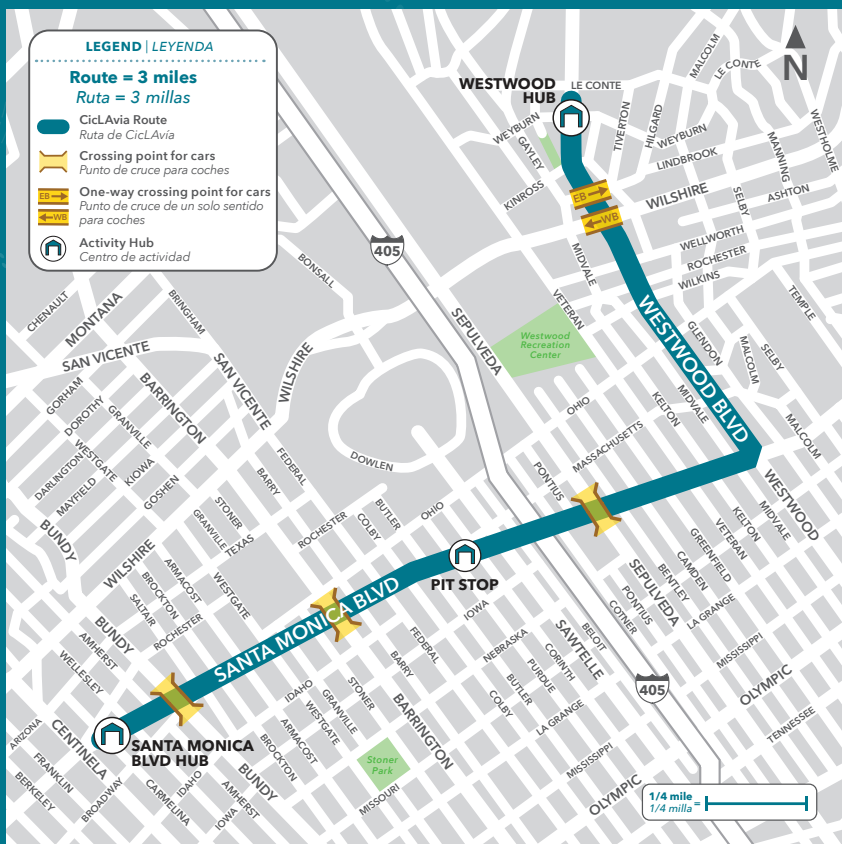 LEGEND | LEYENDA
Route = 3 miles
Ruta = 3 millas
CicLAvia Route
Ruta de CicLAvía
Crossing point for cars
Punto de cruce para coches
One-way crossing point for cars
Punto de cruce de un solo sentido
para coches
EB
WB
Activity Hub
Centro de actividad
N
WESTWOOD
HUB
LE CONTE
MALCOLM
LE CONTE
WEYBURN
GAYLEY
TIVERTON
HILGARD
WEYBURN
LINDBROOK
MANNING
WESTHOLME
KINROSS
EB
WB
WILSHIRE
SELBY
ASHTON
WELLWORTH
ROCHESTER
WILKINS
MIDVALE
405
BONSALL
VETERAN
TEMPLE
CHENAULT
MONTANA
BRINGHAM
SEPULVEDA
Westwood
Recreation
Center
WESTWOOD BLVD
GLENDON
MALCOLM
SELBY
SAN VICENTE
SAN VICENTE
WILSHIRE
GORHAM
DOROTHY
BARRINGTON
GRANVILLE
OHIO
KELTON
MIDVALE
MALCOLM
MASSACHUSETTS
WESTGATE
DARLINGTON
MAYFIELD
KIOWA
GOSHEN
FEDERAL
BARRY
DOWLEN
PONTIUS
WESTWOOD
STONER
GRANVILLE
TEXAS
ROCHESTER
BUTLER
COLBY
OHIO
BUNDY
WILSHIRE
KELTON
MIDVALE
VETERAN
GREENFIELD
CAMDEN
BENTLEY
SEPULVEDA
PONTIUS
COTNER
LA GRANGE
WESTGATE
ARMACOST
BROCKTON
SALTAIR
ROCHESTER
PIT STOP
SANTA MONICA BLVD
IOWA
BUNDY
AMHERST
WELLESLEY
FEDERAL
BARRY
NEBRASKA
SAWTELLE
BELOIT
CORINTH
PURDUE
BUTLER
COLBY
MISSISSIPPI
OLYMPIC
405
TENNESSEE
IDAHO
STONER
GRANVILLE
WESTGATE
ARMACOST
BROCKTON
BARRINGTON
LA GRANGE
ARIZONA
CENTINELA
SANTA MONICA
BLVD HUB
FRANKLIN
BERKELEY
BROADWAY
CARMELINA
IDAHO
BUNDY
AMHERST
IOWA
Stoner
Park
MISSOURI
MISSISSIPPI
OLYMPIC
1/4 mile
1/4 milla
=